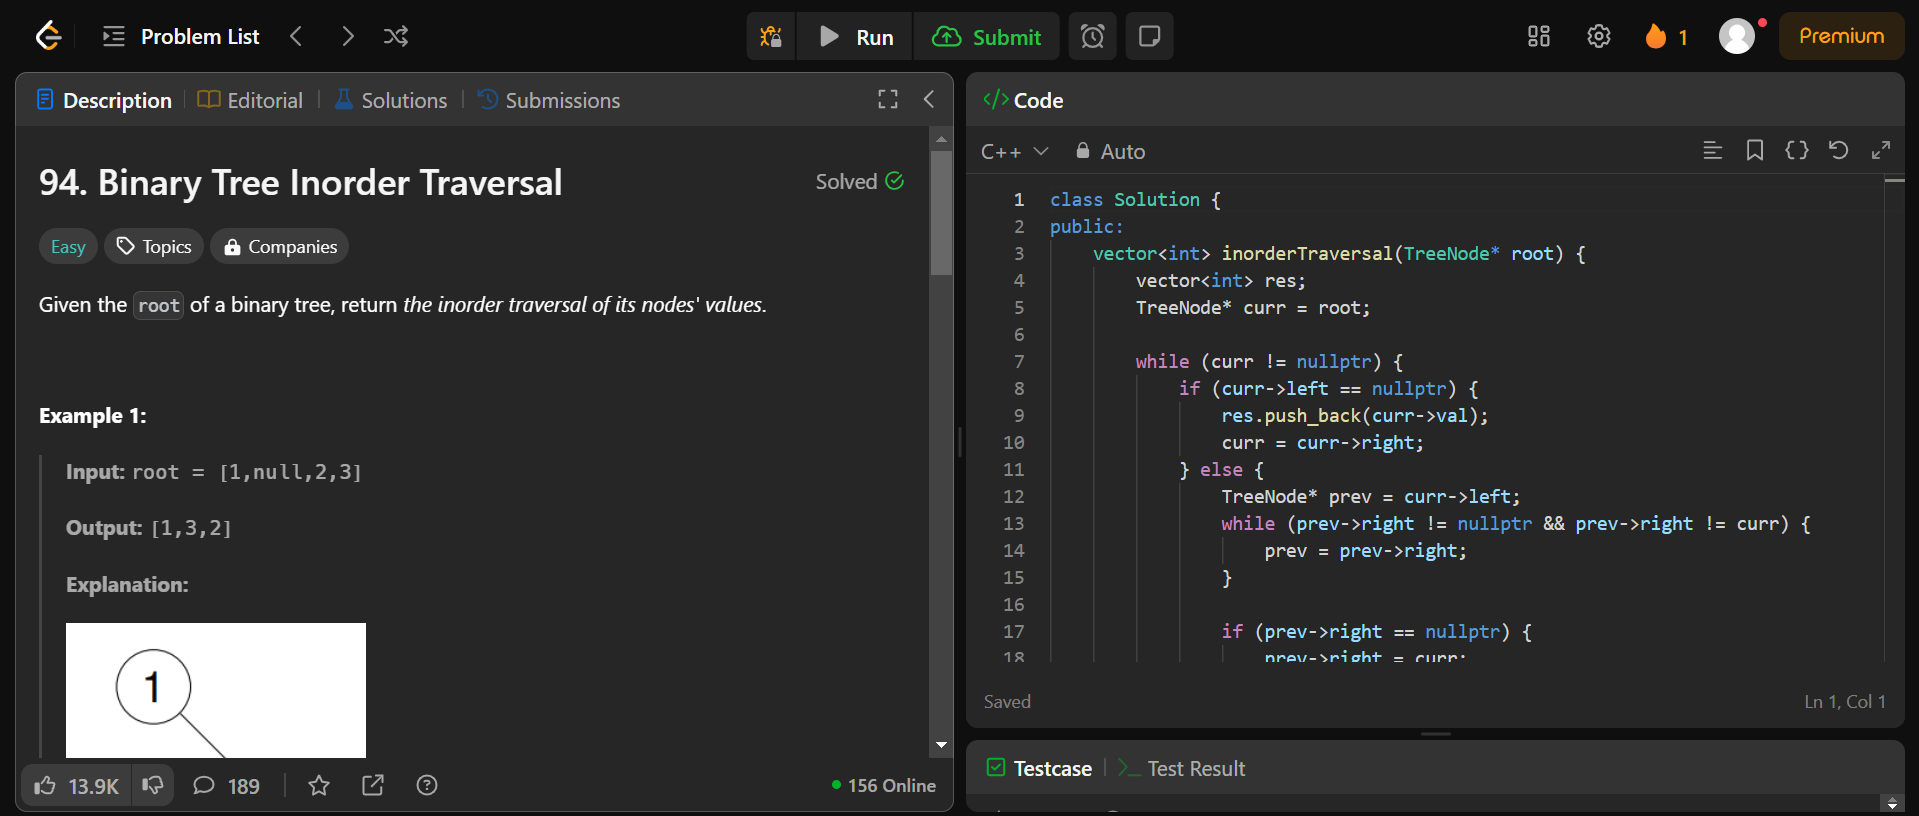 Problem List
Run
Submit
1
Premium
Description
Editorial
Solutions
Submissions
94. Binary Tree Inorder Traversal
Solved
Easy
Topics
Companies
Given the root of a binary tree, return the inorder traversal of its nodes' values.
Example 1:
Input: root = [1,null,2,3]
Output: [1,3,2]
Explanation:
1
13.9K
189
156 Online
</> Code
C++
Auto
1 class Solution {
2 public:
3 vector<int> inorderTraversal(TreeNode* root) {
4 vector<int> res;
5 TreeNode* curr = root;
6
7 while (curr != nullptr) {
8 if (curr->left == nullptr) {
9 res.push_back(curr->val);
10 curr = curr->right;
11 } else {
12 TreeNode* prev = curr->left;
13 while (prev->right != nullptr && prev->right != curr) {
14 prev = prev->right;
15 }
16
17 if (prev->right == nullptr) {
18 prev->right = curr;
Saved
Ln 1, Col 1
Testcase
Test Result